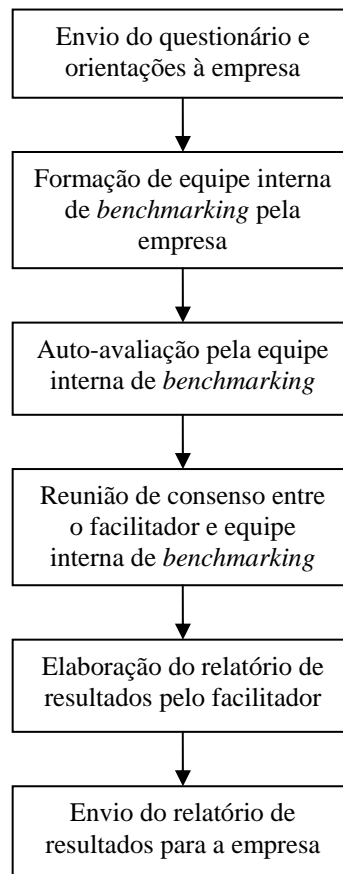 Envio do questionário e
orientações à empresa
Formação de equipe interna
de benchmarking pela
empresa
Auto-avaliação pela equipe
interna de benchmarking
Reunião de consenso entre
o facilitador e equipe
interna de benchmarking
Elaboração do relatório de
resultados pelo facilitador
Envio do relatório de
resultados para a empresa